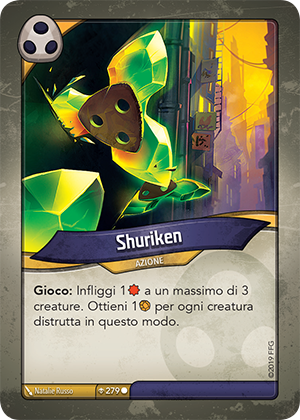 Shuriken
AZIONE
Gioco: Infliggi 1 a un massimo di 3
creature. Ottieni 1 per ogni creatura
distrutta in questo modo.
©2019 FFG
Natalie Russo
279